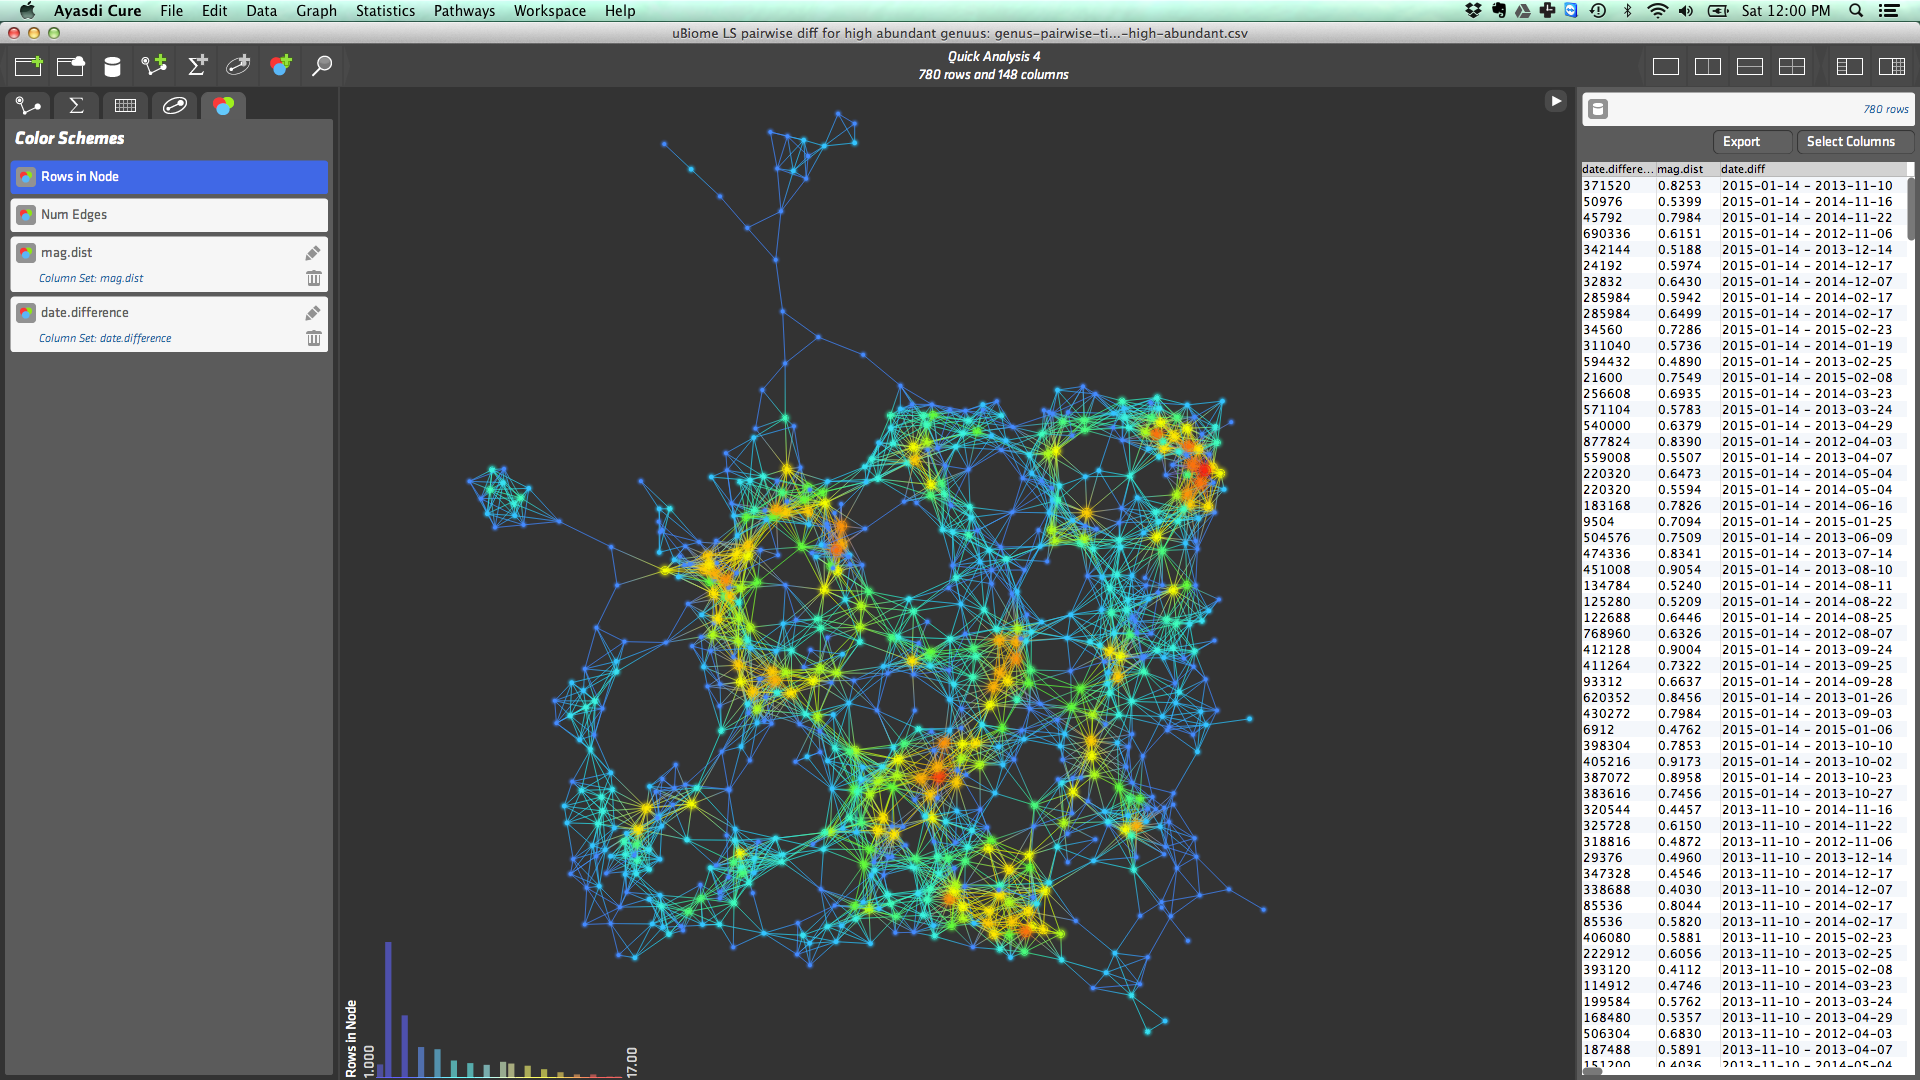 Ayasdi Cure File Edit Data Graph Statistics Pathways Workspace Help Sat 12:00 PM
uBiome LS pairwise diff for high abundant genuus: genus-pairwise-ti...-high-abundant.csv
Quick Analysis 4
780 rows and 148 columns
Color Schemes
Rows in Node
Num Edges
mag.dist
Column Set: mag.dist
date.difference
Column Set: date.difference
Rows in Node
1.000
17.00
780 rows
Export Select Columns
date.differe... mag.dist date.diff
371520 0.8253 2015-01-14 - 2013-11-10
50976 0.5399 2015-01-14 - 2014-11-16
45792 0.7984 2015-01-14 - 2014-11-22
690336 0.6151 2015-01-14 - 2012-11-06
342144 0.5188 2015-01-14 - 2013-12-14
24192 0.5974 2015-01-14 - 2014-12-17
32832 0.6430 2015-01-14 - 2014-12-07
285984 0.5942 2015-01-14 - 2014-02-17
285984 0.6499 2015-01-14 - 2014-02-17
34560 0.7286 2015-01-14 - 2015-02-23
311040 0.5736 2015-01-14 - 2014-01-19
594432 0.4890 2015-01-14 - 2013-02-25
21600 0.7549 2015-01-14 - 2015-02-08
256608 0.6935 2015-01-14 - 2014-03-23
571104 0.5783 2015-01-14 - 2013-03-24
540000 0.6379 2015-01-14 - 2013-04-29
877824 0.8390 2015-01-14 - 2012-04-03
559008 0.5507 2015-01-14 - 2013-04-07
220320 0.6473 2015-01-14 - 2014-05-04
220320 0.5594 2015-01-14 - 2014-05-04
183168 0.7826 2015-01-14 - 2014-06-16
9504 0.7094 2015-01-14 - 2015-01-25
504576 0.7509 2015-01-14 - 2013-06-09
474336 0.8341 2015-01-14 - 2013-07-14
451008 0.9054 2015-01-14 - 2013-08-10
134784 0.5240 2015-01-14 - 2014-08-11
125280 0.5209 2015-01-14 - 2014-08-22
122688 0.6446 2015-01-14 - 2014-08-25
768960 0.6326 2015-01-14 - 2012-08-07
412128 0.9004 2015-01-14 - 2013-09-24
411264 0.7322 2015-01-14 - 2013-09-25
93312 0.6637 2015-01-14 - 2014-09-28
620352 0.8456 2015-01-14 - 2013-01-26
430272 0.7984 2015-01-14 - 2013-09-03
6912 0.4762 2015-01-14 - 2015-01-06
398304 0.7853 2015-01-14 - 2013-10-10
405216 0.9173 2015-01-14 - 2013-10-02
387072 0.8958 2015-01-14 - 2013-10-23
383616 0.7456 2015-01-14 - 2013-10-27
320544 0.4457 2013-11-10 - 2014-11-16
325728 0.6150 2013-11-10 - 2014-11-22
318816 0.4872 2013-11-10 - 2012-11-06
29376 0.4960 2013-11-10 - 2013-12-14
347328 0.4546 2013-11-10 - 2014-12-17
338688 0.4030 2013-11-10 - 2014-12-07
85536 0.8044 2013-11-10 - 2014-02-17
85536 0.5820 2013-11-10 - 2014-02-17
406080 0.5881 2013-11-10 - 2015-02-23
222912 0.6056 2013-11-10 - 2013-02-25
393120 0.4112 2013-11-10 - 2015-02-08
114912 0.4746 2013-11-10 - 2014-03-23
199584 0.5762 2013-11-10 - 2013-03-24
168480 0.5357 2013-11-10 - 2013-04-29
506304 0.6830 2013-11-10 - 2012-04-03
187488 0.5891 2013-11-10 - 2013-04-07
151200 0.4036 2013-11-10 - 2014-05-04